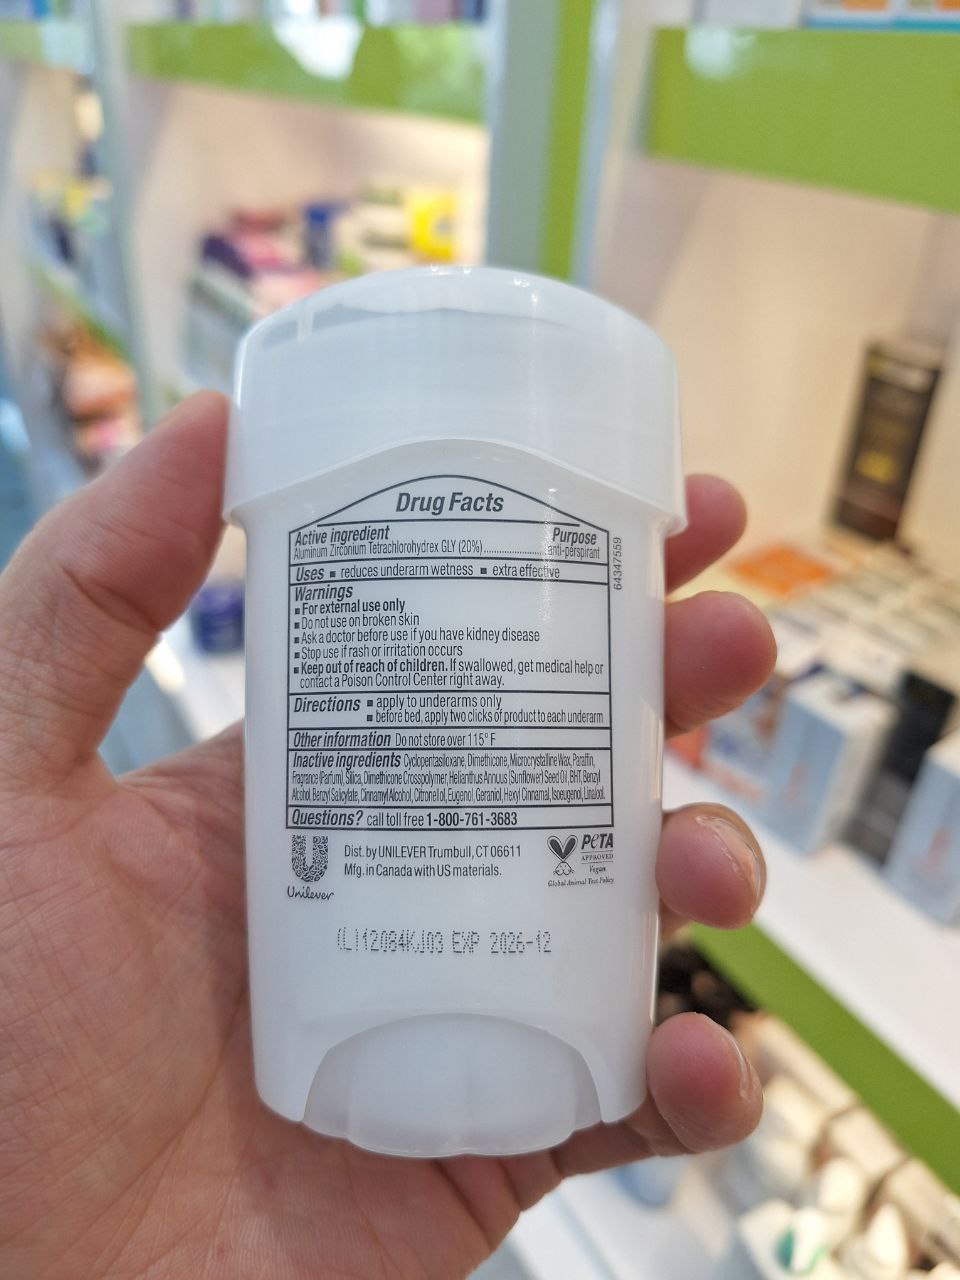 Drug Facts
Active ingredient Purpose
Aluminum Zirconium Tetrachlorohydrex GLY (20%)........................anti-perspirant
Uses ▪ reduces underarm wetness ▪ extra effective
Warnings
▪ For external use only
▪ Do not use on broken skin
▪ Ask a doctor before use if you have kidney disease
▪ Stop use if rash or irritation occurs
▪ Keep out of reach of children. If swallowed, get medical help or
contact a Poison Control Center right away.
Directions ▪ apply to underarms only
▪ before bed, apply two clicks of product to each underarm
Other information Do not store over 115° F
Inactive ingredients Cyclopentasiloxane, Dimethicone, Microcrystalline Wax, Paraffin,
Fragrance (Parfum), Silica, Dimethicone Crosspolymer, Helianthus Annuus (Sunflower) Seed Oil, BHT, Benzyl
Alcohol, Benzyl Salicylate, Cinnamyl Alcohol, Citronellol, Eugenol, Geraniol, Hexyl Cinnamal, Isoeugenol, Linalool.
Questions? call toll free 1-800-761-3683
64347559
Unilever
Dist. by UNILEVER Trumbull, CT 06611
Mfg. in Canada with US materials.
PETA
APPROVED
Vegan
Global Animal Test Policy
(L)12084KJ03 EXP 2026-12